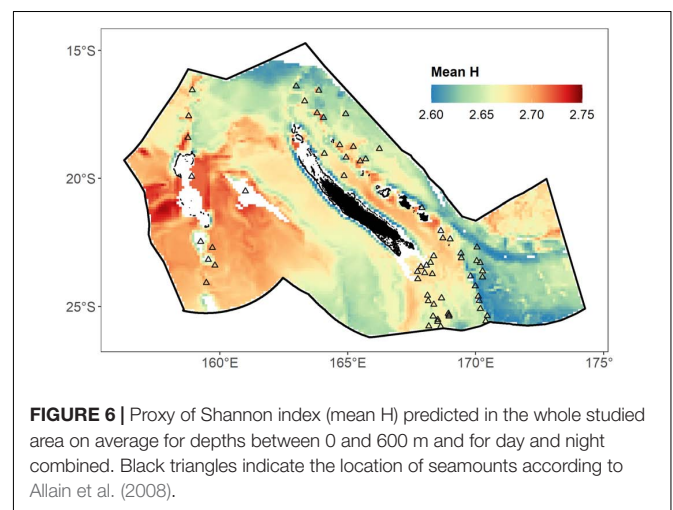 15°S
20°S
25°S
160°E
165°E
170°E
175°
Mean H
2.60 2.65 2.70 2.75
FIGURE 6 | Proxy of Shannon index (mean H) predicted in the whole studied
area on average for depths between 0 and 600 m and for day and night
combined. Black triangles indicate the location of seamounts according to
Allain et al. (2008).